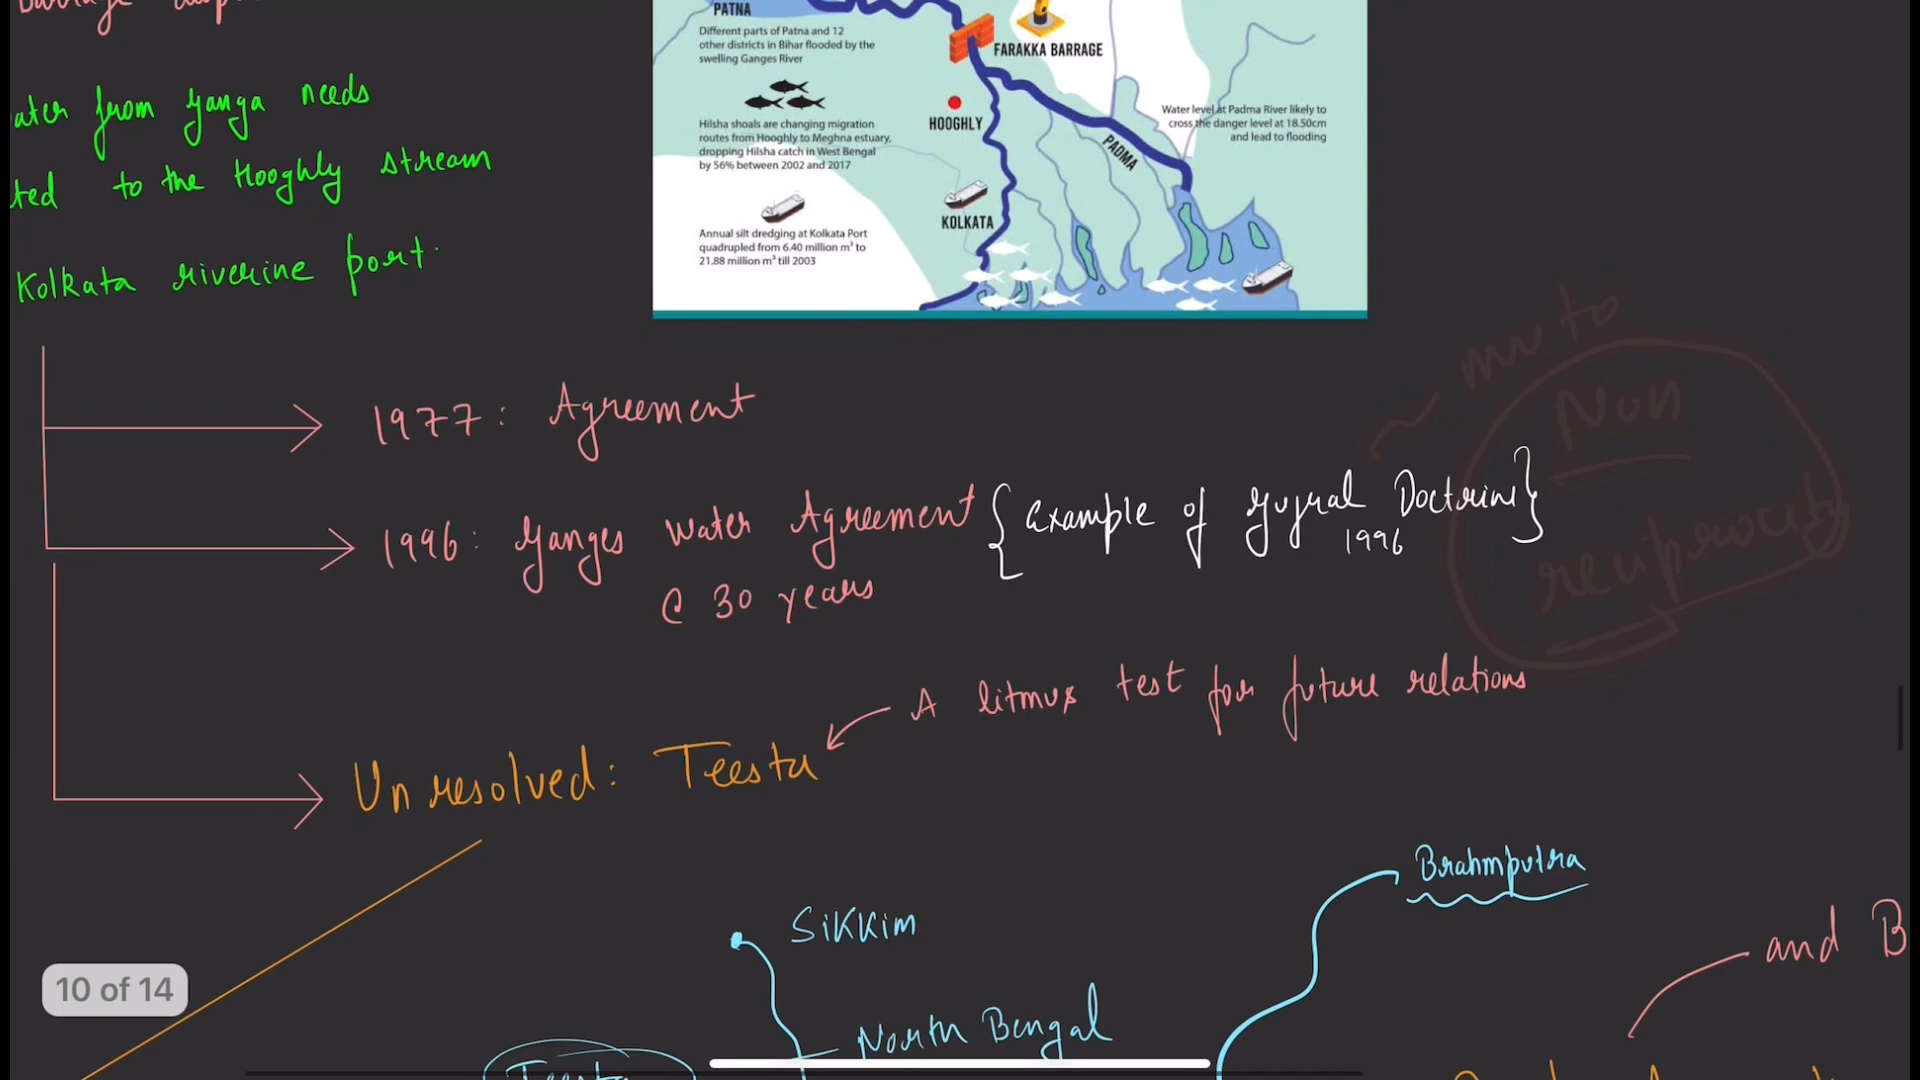 Barrage
PATNA
Different parts of Patna and 12
other districts in Bihar flooded by the
swelling Ganges River
FARAKKA BARRAGE
ater from Ganga needs
ted to the Hooghly stream
Kolkata riverine port.
Hilsha shoals are changing migration
routes from Hooghly to Meghna estuary,
dropping Hilsha catch in West Bengal
by 56% between 2002 and 2017
HOOGHLY
Water level at Padma River likely to
cross the danger level at 18.50cm
and lead to flooding
PADMA
KOLKATA
Annual silt dredging at Kolkata Port
quadrupled from 6.40 million m³ to
21.88 million m³ till 2003
Non
reciprocity
1977: Agreement
1996: Ganges Water Agreement {Example of Gujral Doctrine}
1996
@ 30 years
A litmus test for future relations
Unresolved: Teesta
Brahmputra
Sikkim
and B
North Bengal
Teesta
10 of 14